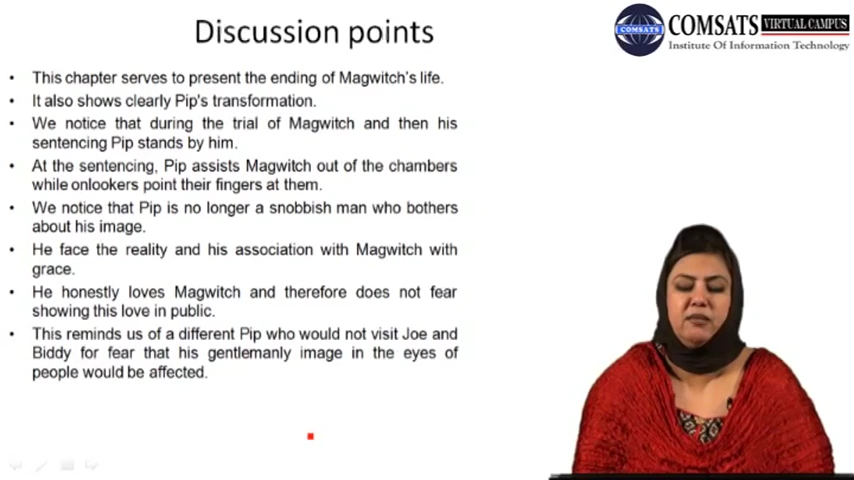 Discussion points
COMSATS
COMSATS VIRTUAL CAMPUS
Institute Of Information Technology
• This chapter serves to present the ending of Magwitch's life.
• It also shows clearly Pip's transformation.
• We notice that during the trial of Magwitch and then his
sentencing Pip stands by him.
• At the sentencing, Pip assists Magwitch out of the chambers
while onlookers point their fingers at them.
• We notice that Pip is no longer a snobbish man who bothers
about his image.
• He face the reality and his association with Magwitch with
grace.
• He honestly loves Magwitch and therefore does not fear
showing this love in public.
• This reminds us of a different Pip who would not visit Joe and
Biddy for fear that his gentlemanly image in the eyes of
people would be affected.